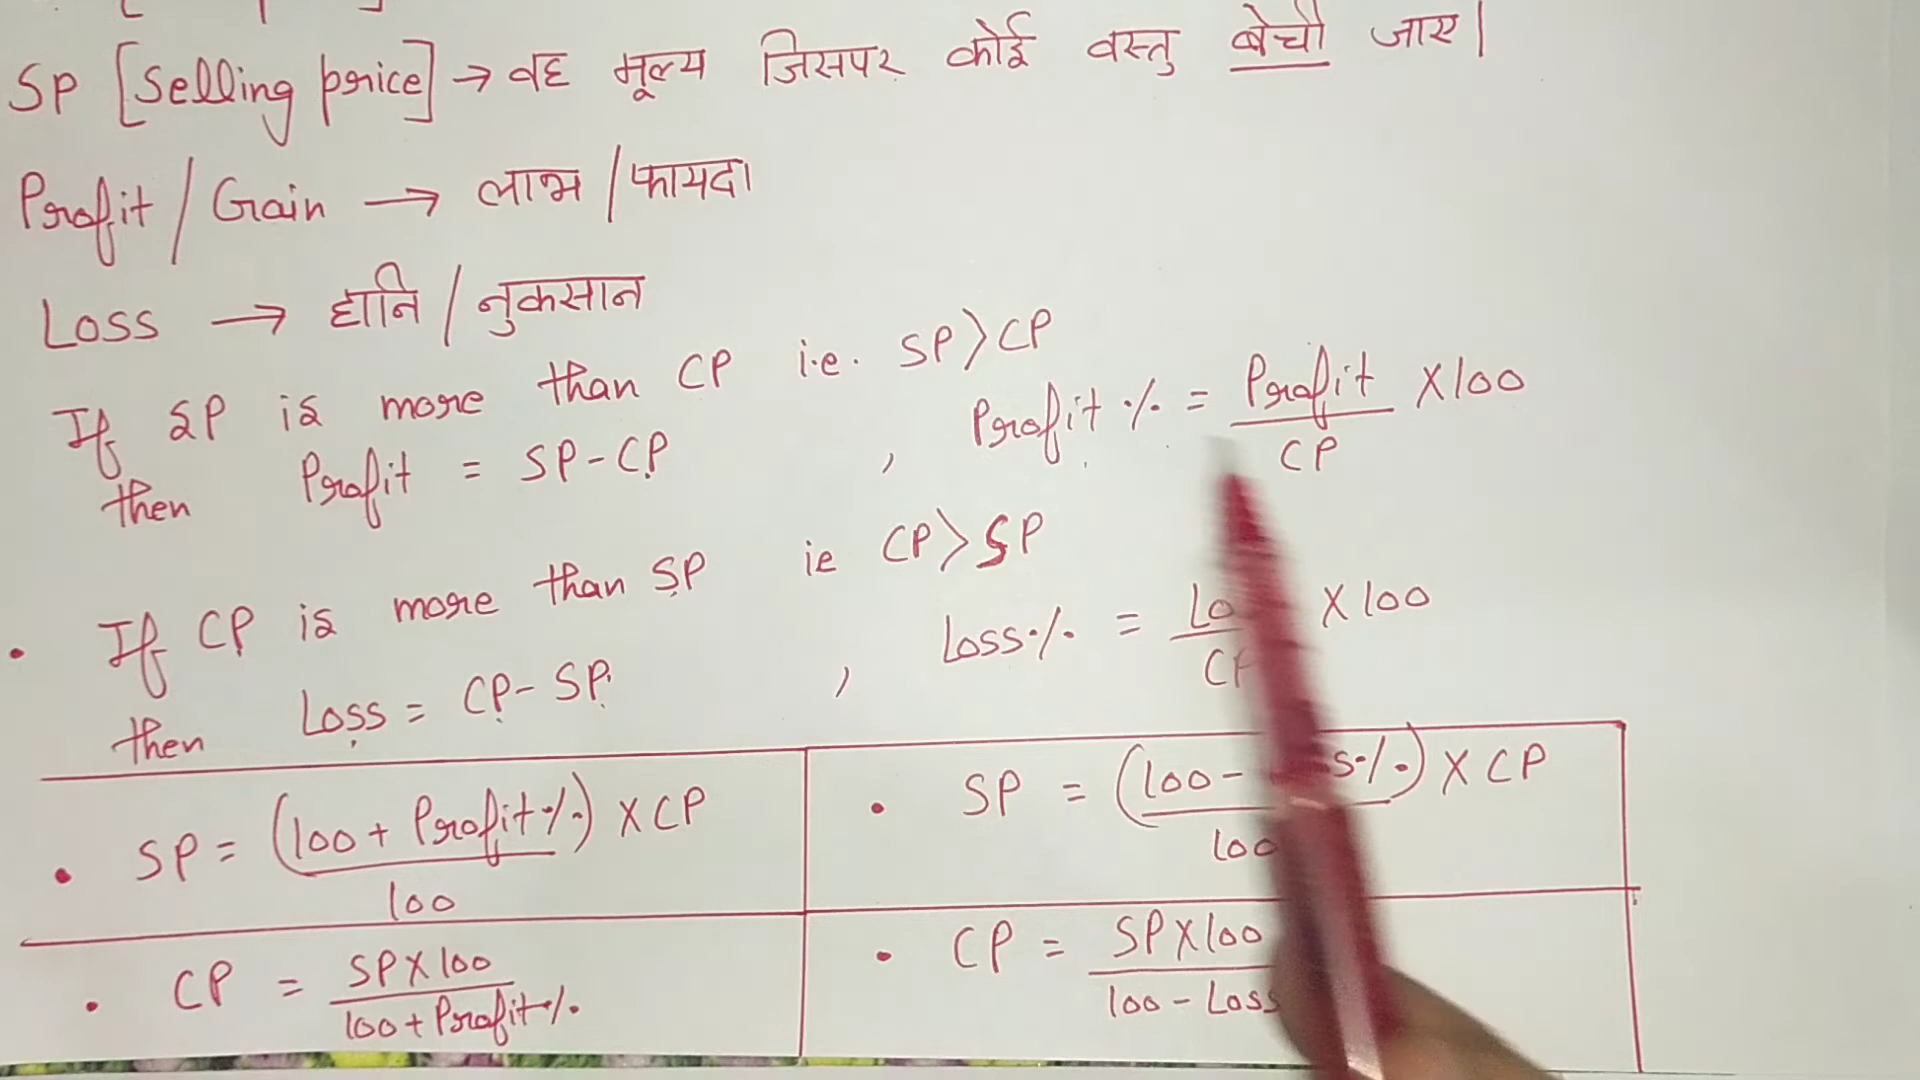 SP [Selling price] → वह मूल्य जिसपर कोई वस्तु बेची जाए।
Profit / Gain → लाभ / फायदा
Loss → हानि / नुकसान
If SP is more than CP i.e. SP > CP
then Profit = SP - CP , Profit % = Profit / CP × 100
• If CP is more than SP ie CP > SP
then Loss = CP - SP , Loss % = / × 100
• SP = (100 + Profit %) / 100 × CP
• SP = (100 - %) / 100 × CP
• CP = SP × 100 / 100 + Profit %
• CP = SP × 100 / 100 - Loss